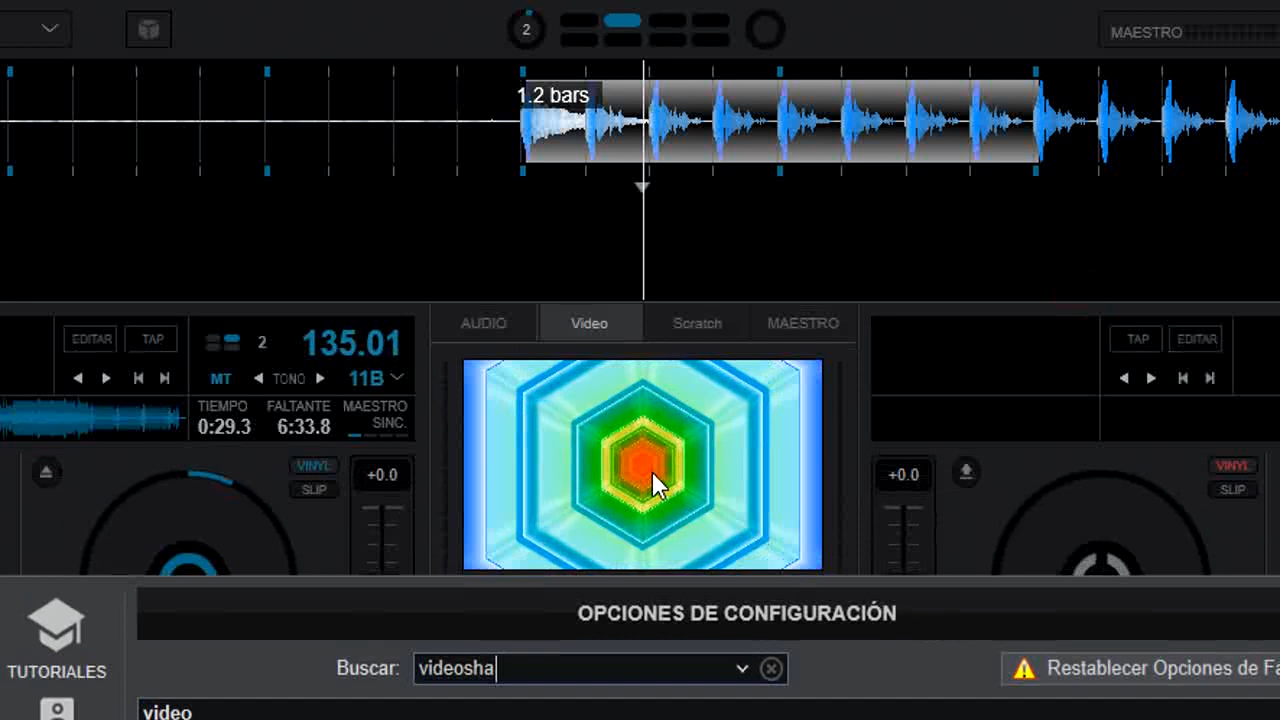 2
MAESTRO
1.2 bars
AUDIO
Video
Scratch
MAESTRO
EDITAR
TAP
2
135.01
MT
TONO
11B
TIEMPO
0:29.3
FALTANTE
6:33.8
MAESTRO
SINC.
TAP
EDITAR
VINYL
SLIP
+0.0
+0.0
VINYL
SLIP
OPCIONES DE CONFIGURACIÓN
TUTORIALES
Buscar:
videosha
Restablecer Opciones de Fa
video